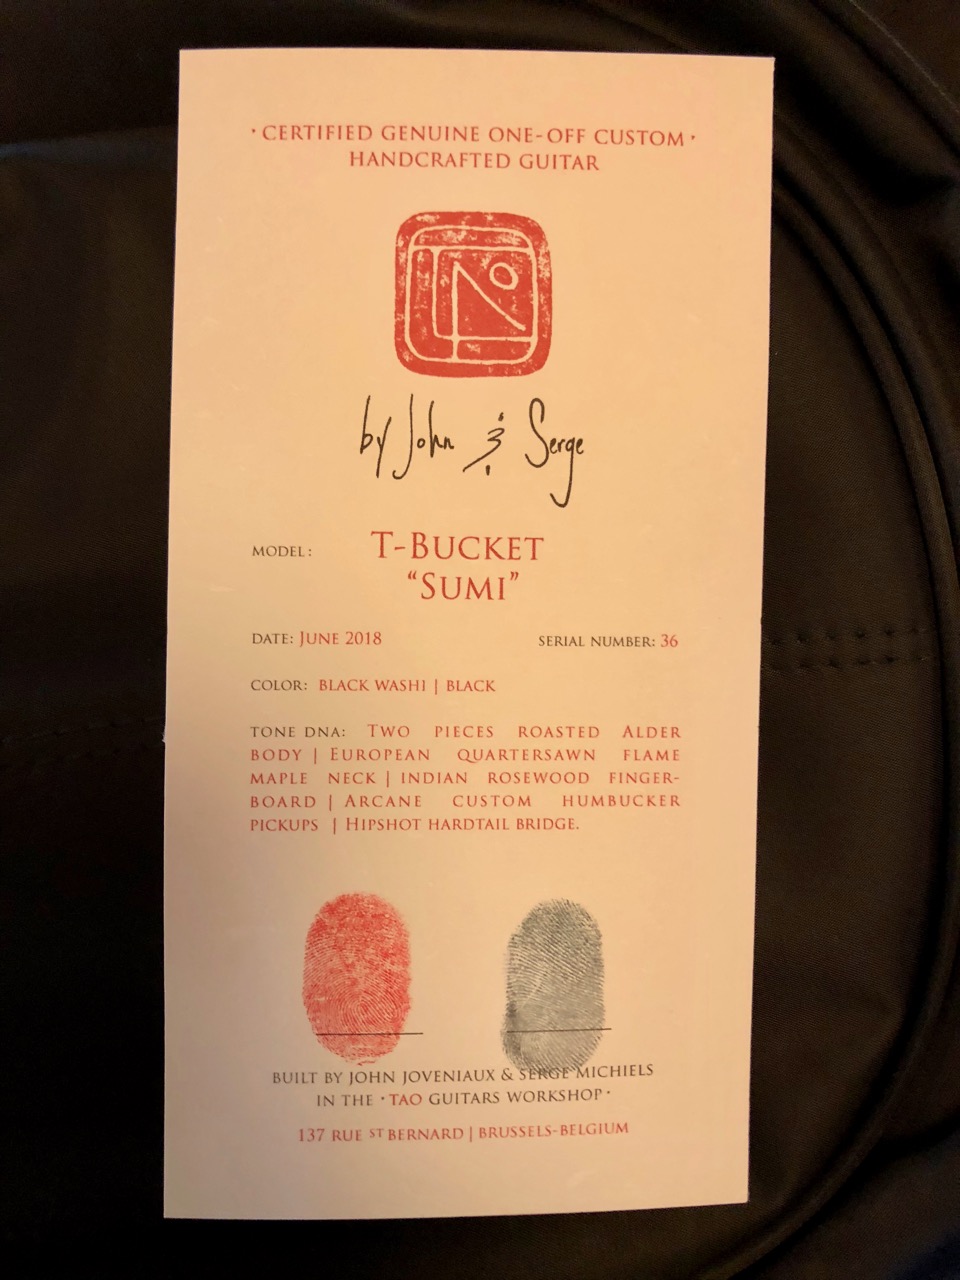 · CERTIFIED GENUINE ONE-OFF CUSTOM ·
HANDCRAFTED GUITAR
by John & Serge
MODEL: T-BUCKET
“SUMI”
DATE: JUNE 2018 SERIAL NUMBER: 36
COLOR: BLACK WASHI | BLACK
TONE DNA: TWO PIECES ROASTED ALDER
BODY | EUROPEAN QUARTERSAWN FLAME
MAPLE NECK | INDIAN ROSEWOOD FINGER-
BOARD | ARCANE CUSTOM HUMBUCKER
PICKUPS | HIPSHOT HARDTAIL BRIDGE.
BUILT BY JOHN JOVENIAUX & SERGE MICHIELS
IN THE · TAO GUITARS WORKSHOP ·
137 RUE ST BERNARD | BRUSSELS-BELGIUM